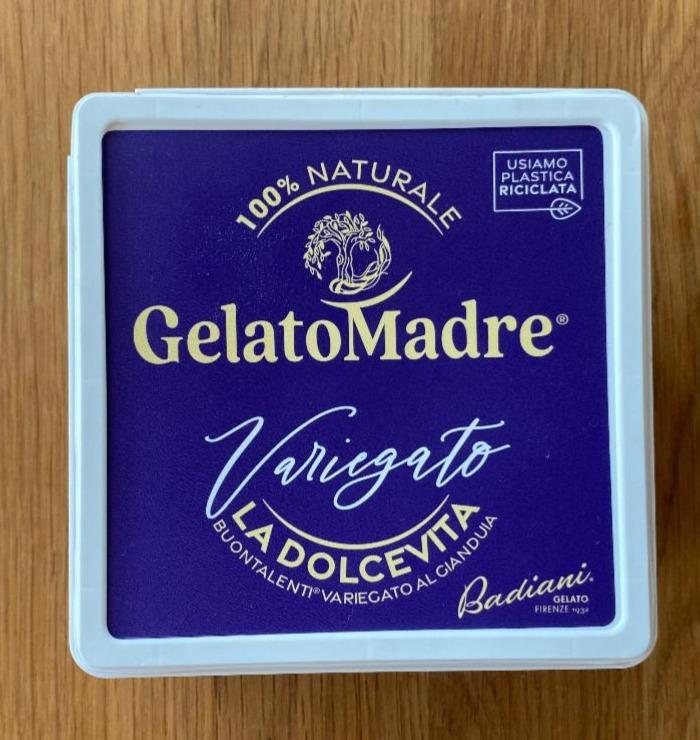 100% NATURALE
USIAMO
PLASTICA
RICICLATA
GelatoMadre®
Variegato
LA DOLCEVITA
BUONTALENTI® VARIEGATO AL GIANDUIA
Badiani.
GELATO
FIRENZE 1932